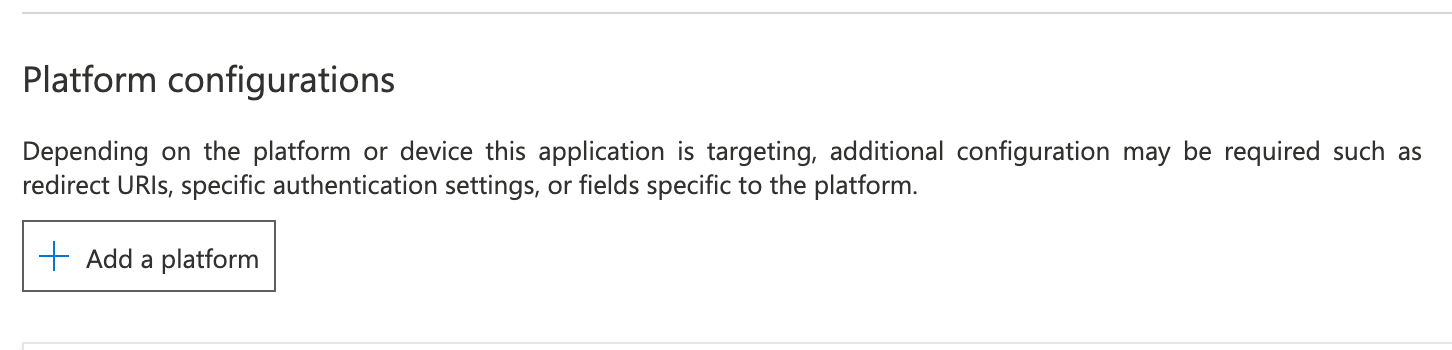 Platform configurations
Depending on the platform or device this application is targeting, additional configuration may be required such as
redirect URIs, specific authentication settings, or fields specific to the platform.
Add a platform